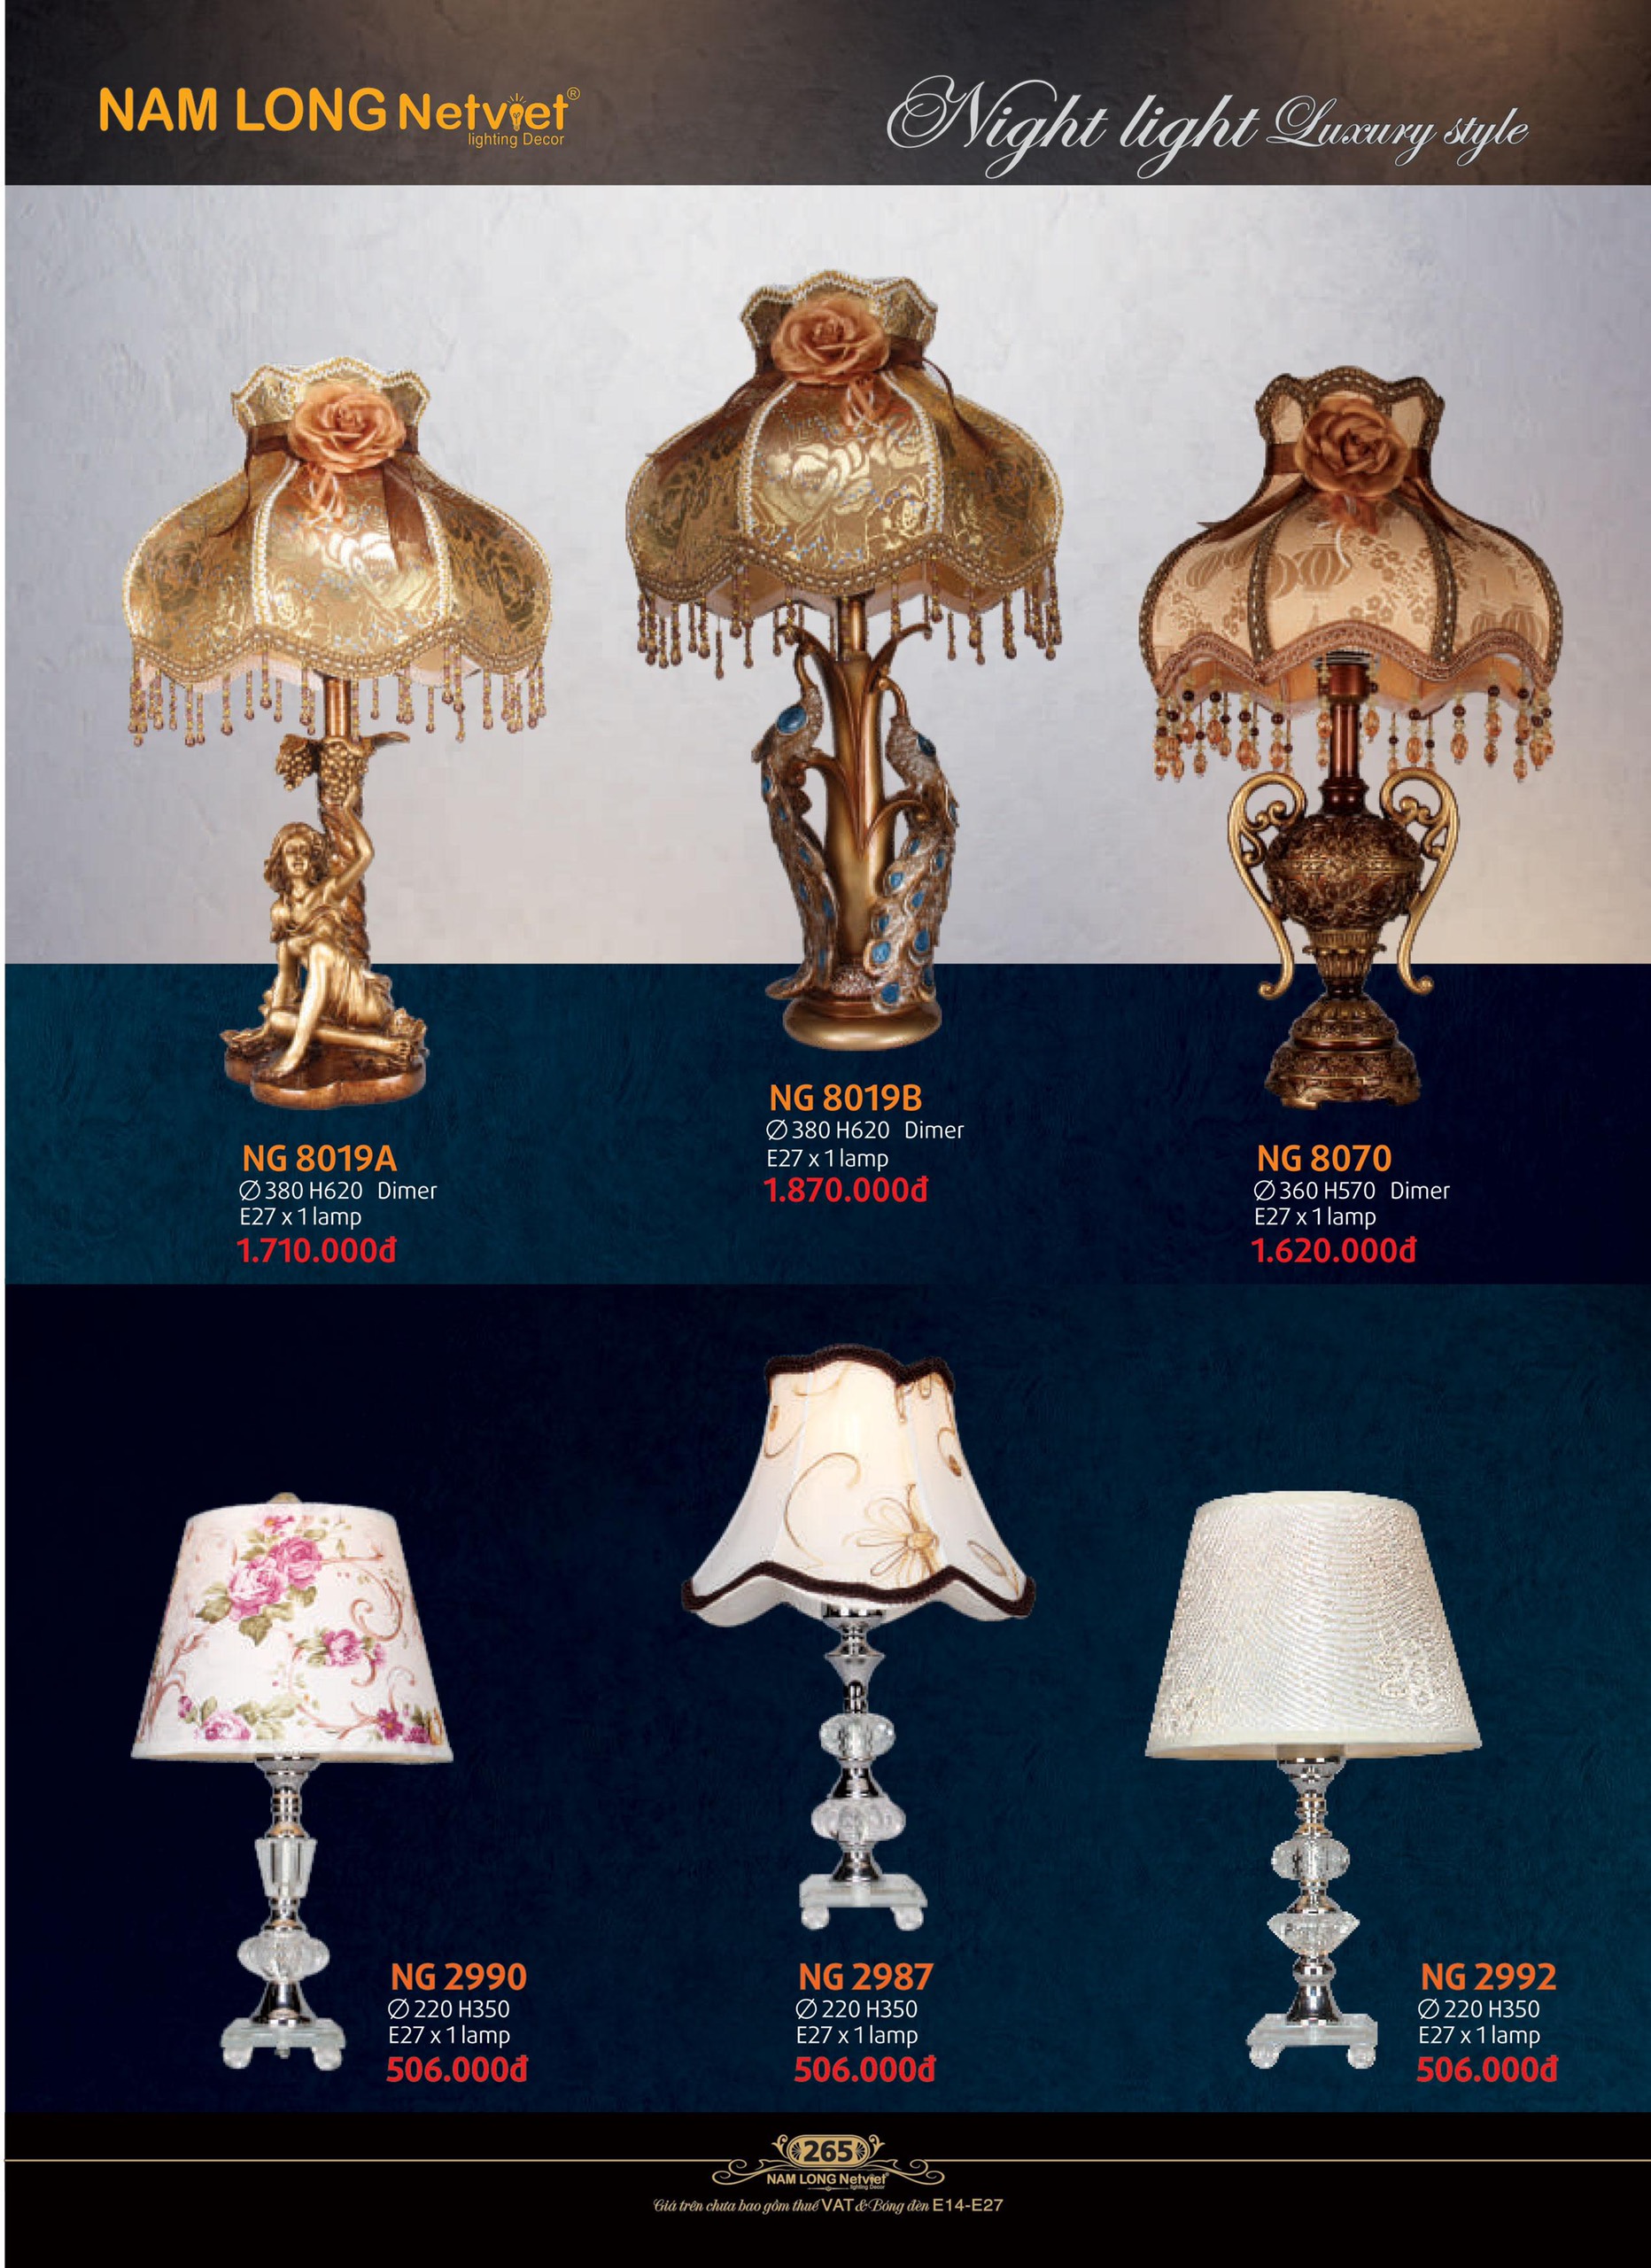 NAM LONG Netviet®
lighting Decor
Night light Luxury style
NG 8019A
∅380 H620 Dimer
E27 x 1 lamp
1.710.000đ
NG 8019B
∅380 H620 Dimer
E27 x 1 lamp
1.870.000đ
NG 8070
∅360 H570 Dimer
E27 x 1 lamp
1.620.000đ
NG 2990
∅220 H350
E27 x 1 lamp
506.000đ
NG 2987
∅220 H350
E27 x 1 lamp
506.000đ
NG 2992
∅220 H350
E27 x 1 lamp
506.000đ
265
NAM LONG Netviet®
lighting Decor
Giá trên chưa bao gồm thuế VAT & Bóng đèn E14-E27